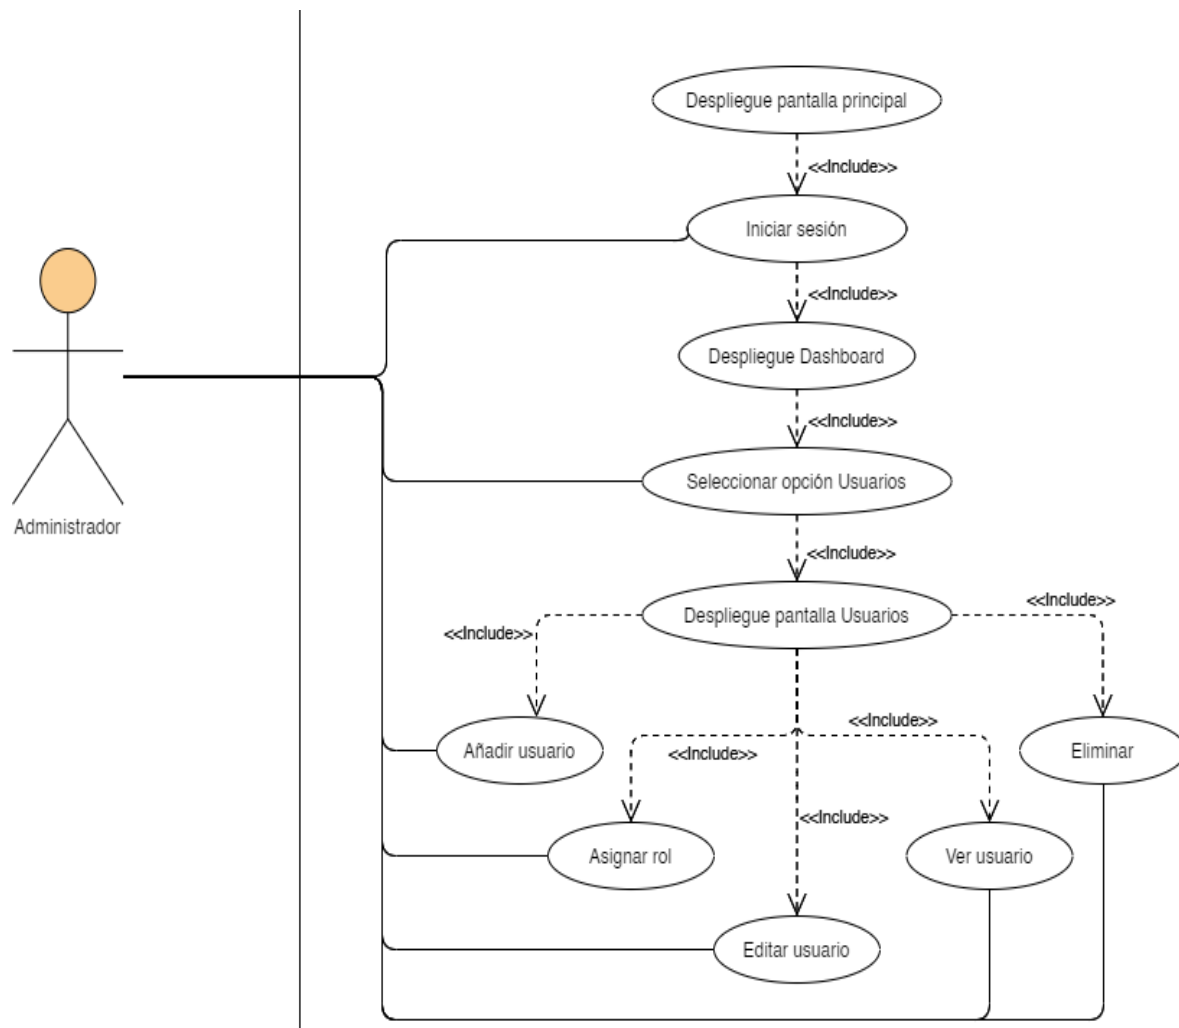 Despliegue pantalla principal
<<Include>>
Iniciar sesión
<<Include>>
Despliegue Dashboard
<<Include>>
Seleccionar opción Usuarios
Administrador
<<Include>>
Despliegue pantalla Usuarios
<<Include>>
<<Include>>
Añadir usuario
<<Include>>
<<Include>>
Eliminar
<<Include>>
Asignar rol
Ver usuario
Editar usuario